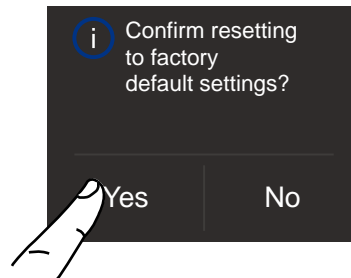 i
Confirm resetting
to factory
default settings?
Yes
No